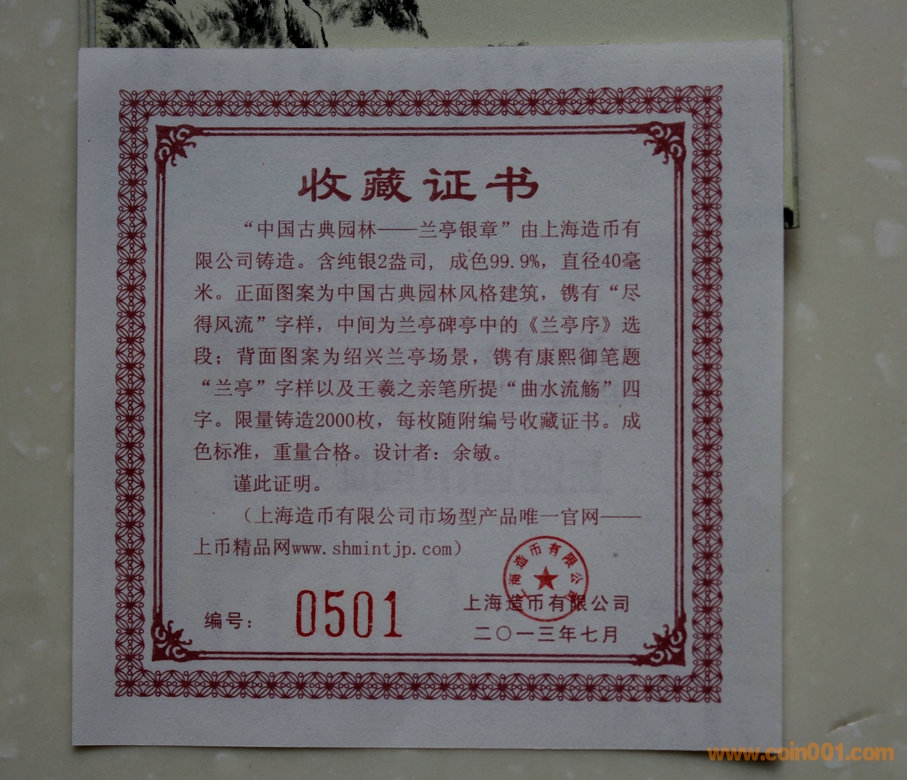 收藏证书
“中国古典园林——兰亭银章”由上海造币有
限公司铸造。含纯银2盎司, 成色99.9%，直径40毫
米。正面图案为中国古典园林风格建筑，镌有“尽
得风流”字样，中间为兰亭碑亭中的《兰亭序》选
段；背面图案为绍兴兰亭场景，镌有康熙御笔题
“兰亭”字样以及王羲之亲笔所提“曲水流觞”四
字。限量铸造2000枚，每枚随附编号收藏证书。成
色标准，重量合格。设计者：余敏。
谨此证明。
（上海造币有限公司市场型产品唯一官网——
上币精品网www.shmintjp.com）
上海造币有限公司
编号：0501
上海造币有限公司
二〇一三年七月
www.coin001.com